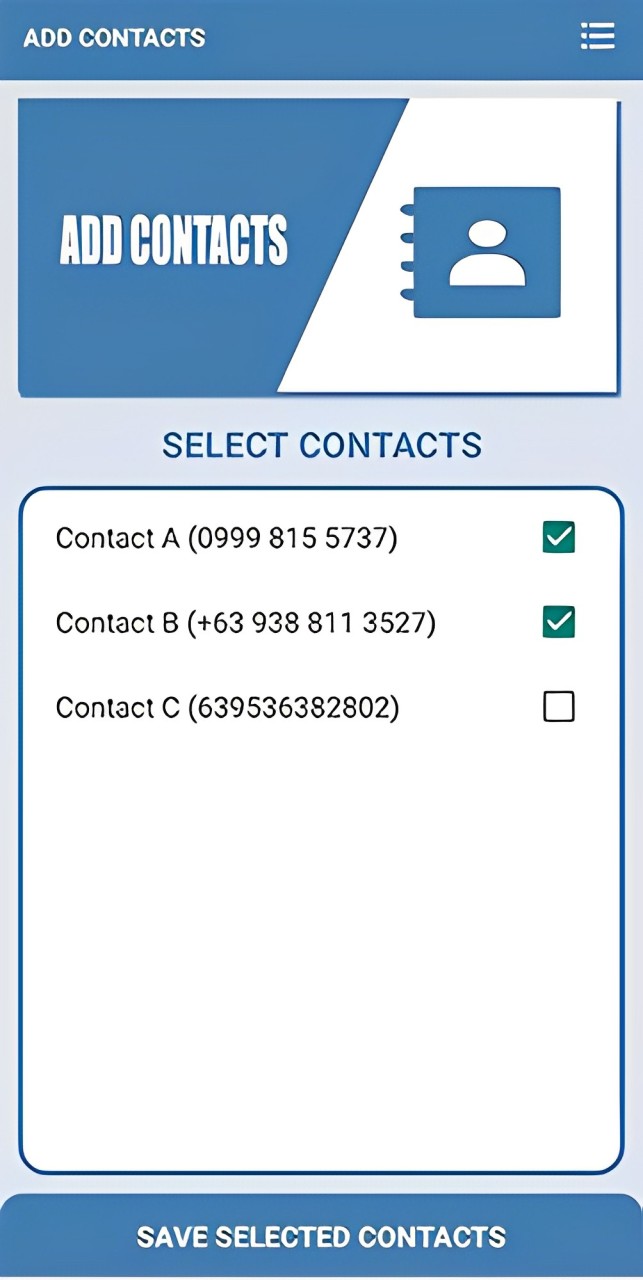 ADD CONTACTS
ADD CONTACTS
SELECT CONTACTS
Contact A (0999 815 5737)
Contact B (+63 938 811 3527)
Contact C (639536382802)
SAVE SELECTED CONTACTS